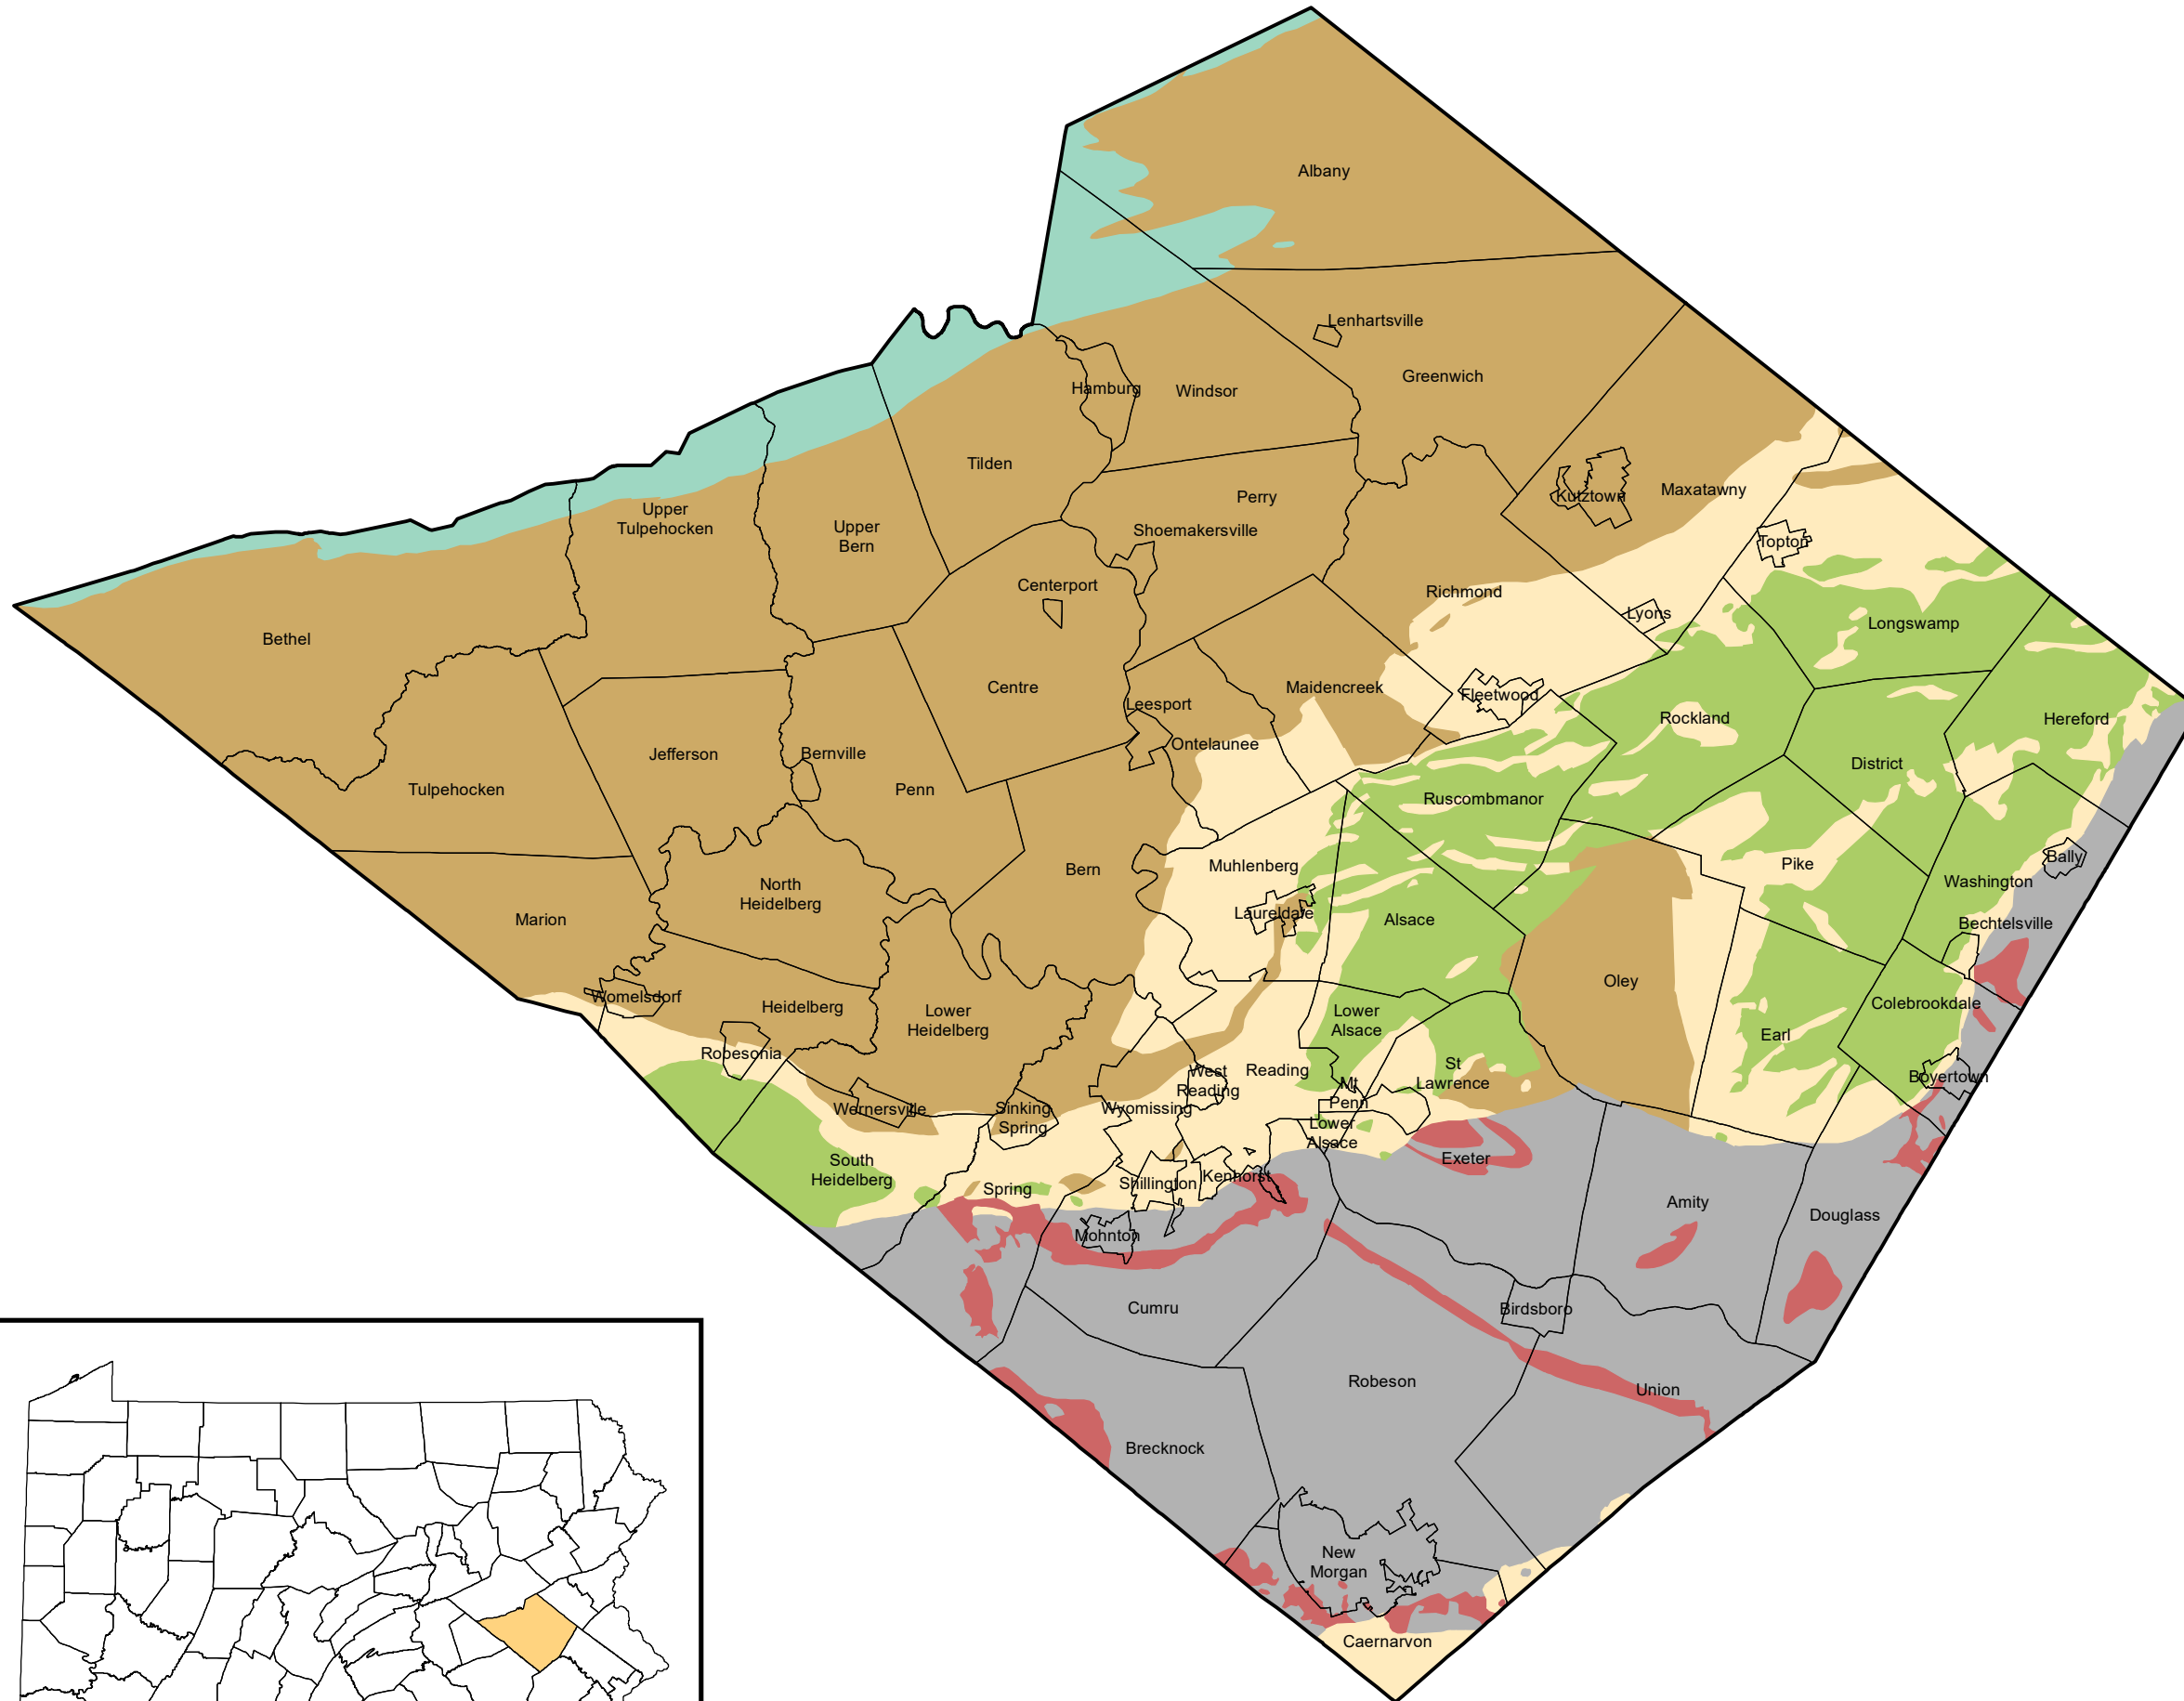 Albany
Lenhartsville
Greenwich
Hamburg
Windsor
Tilden
Kutztown
Maxatawny
Perry
Upper
Tulpehocken
Upper
Bern
Shoemakersville
Topton
Centerport
Richmond
Lyons
Longswamp
Bethel
Centre
Maidencreek
Fleetwood
Leesport
Rockland
Hereford
Ontelaunee
Jefferson
Bernville
District
Tulpehocken
Penn
Ruscombmanor
Muhlenberg
Bern
Pike
Bally
Washington
North
Heidelberg
Laureldale
Alsace
Marion
Bechtelsville
Oley
Womelsdorf
Heidelberg
Lower
Heidelberg
Lower
Alsace
Colebrookdale
Earl
Robesonia
West
Reading
Reading
St
Lawrence
Mt
Penn
Boyertown
Wernersville
Sinking
Spring
Wyomissing
Lower
Alsace
Exeter
South
Heidelberg
Spring
Shillington
Kenhorst
Amity
Douglass
Mohnton
Cumru
Birdsboro
Robeson
Union
Brecknock
New
Morgan
Caernarvon